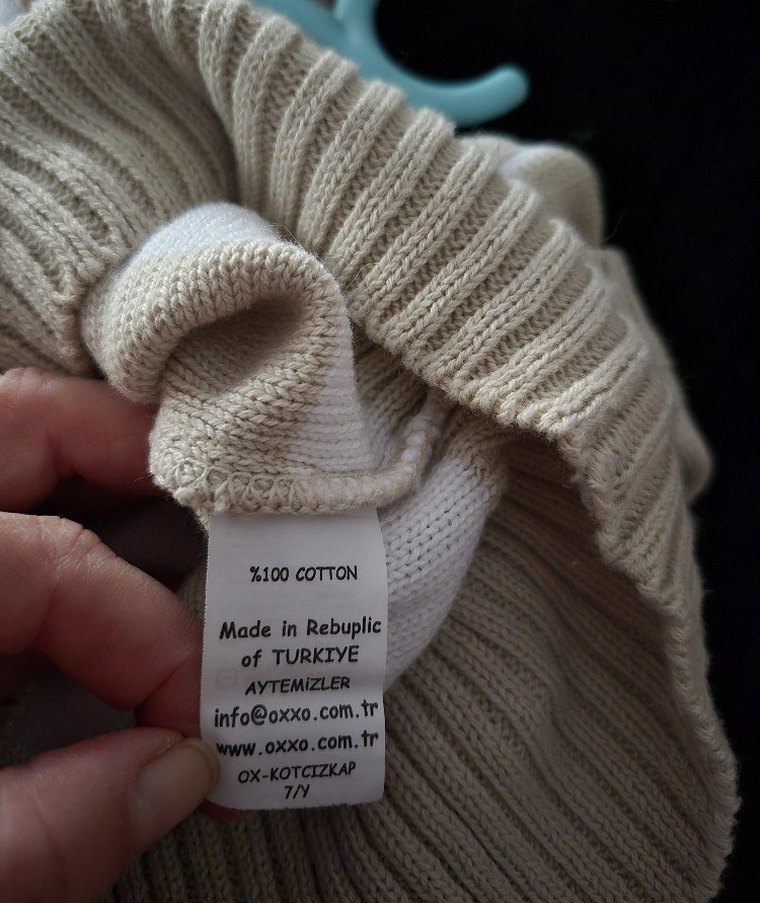 %100 COTTON
Made in Rebuplic
of TURKIYE
AYTEMİZLER
info@oxxo.com.tr
www.oxxo.com.tr
OX-KOTCIZKAP
7/Y